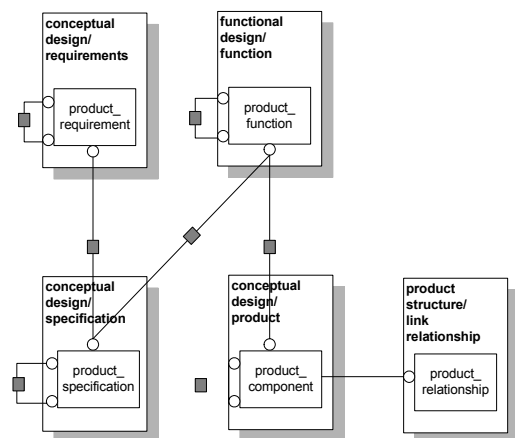 conceptual
design/
requirements
product_
requirement
functional
design/
function
product_
function
conceptual
design/
specification
product_
specification
conceptual
design/
product
product_
component
product
structure/
link
relationship
product_
relationship